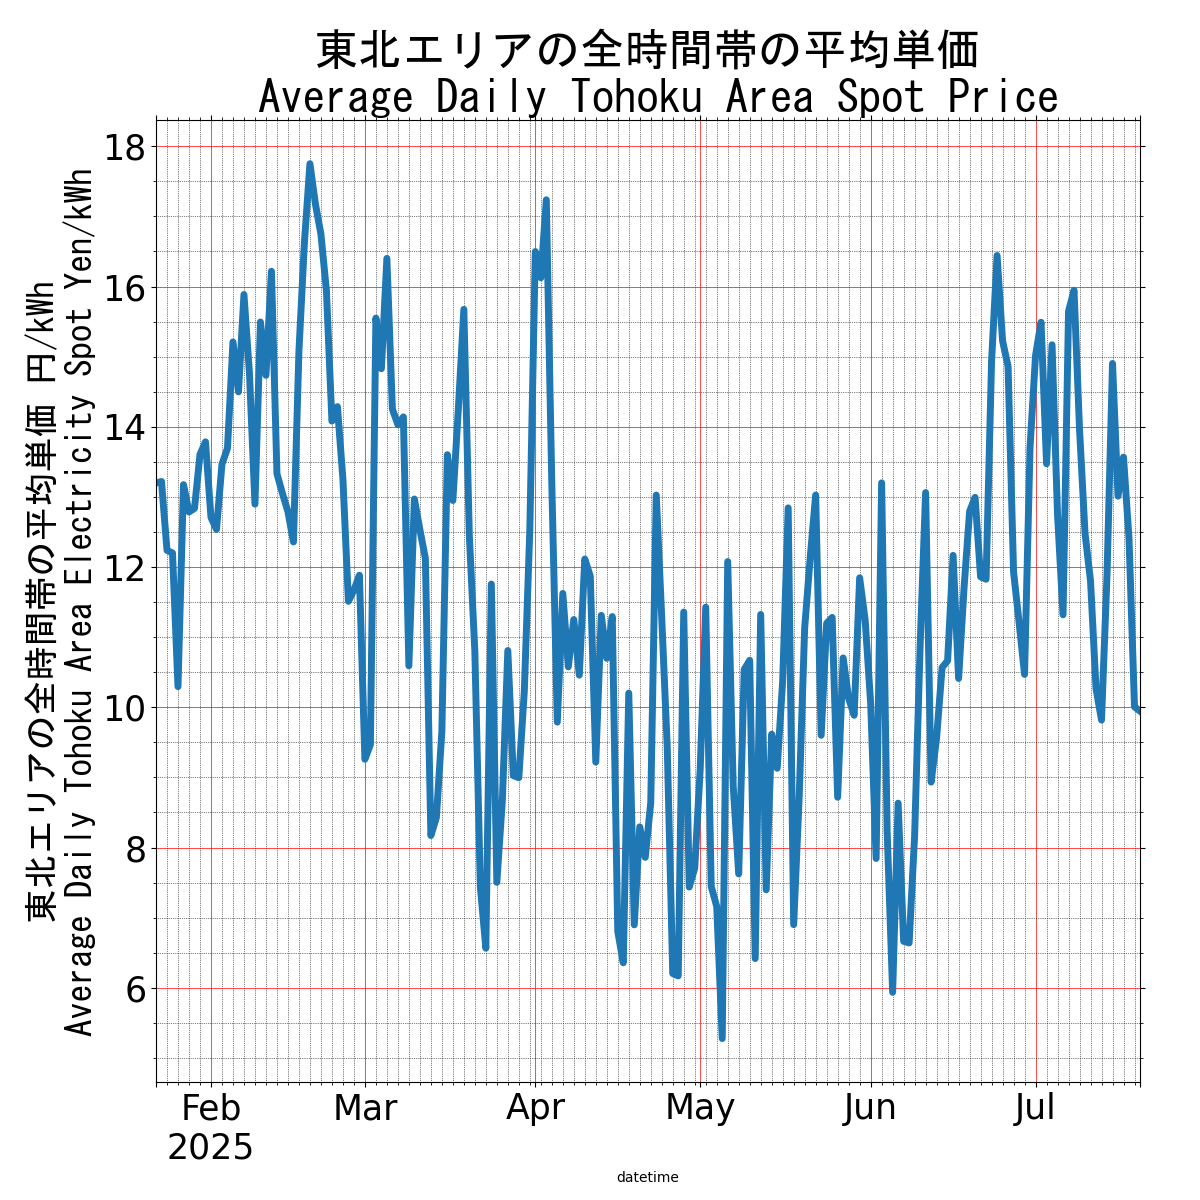 東北エリアの全時間帯の平均単価
Average Daily Tohoku Area Spot Price
東北エリアの全時間帯の平均単価 円/kWh
Average Daily Tohoku Area Electricity Spot Yen/kWh
18
16
14
12
10
8
6
Feb
2025
Mar
Apr
May
Jun
Jul
datetime